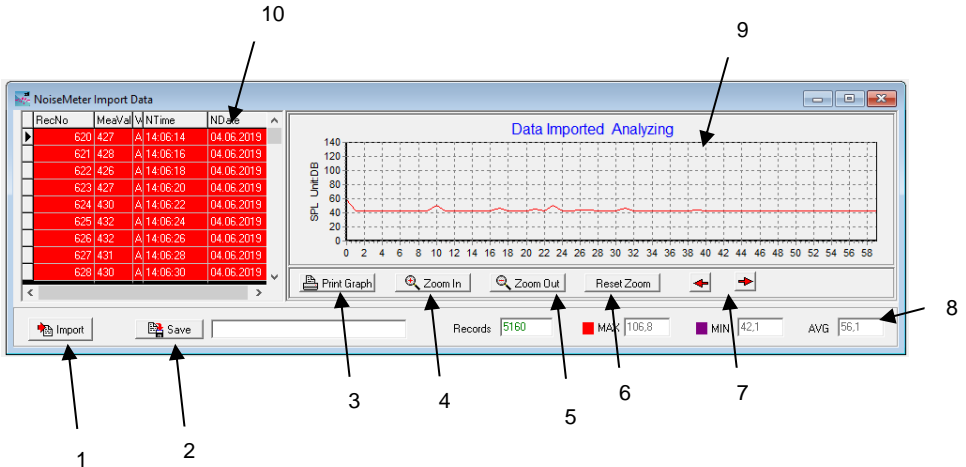 10
9
NoiseMeter Import Data
RecNo MeaVal V NTime NDate
620 427 A 14:06:14 04.06.2019
621 428 A 14:06:16 04.06.2019
622 426 A 14:06:18 04.06.2019
623 427 A 14:06:20 04.06.2019
624 430 A 14:06:22 04.06.2019
625 432 A 14:06:24 04.06.2019
626 432 A 14:06:26 04.06.2019
627 431 A 14:06:28 04.06.2019
628 430 A 14:06:30 04.06.2019
Data Imported Analyzing
SPL Unit:DB
140
120
100
80
60
40
20
0
0 2 4 6 8 10 12 14 16 18 20 22 24 26 28 30 32 34 36 38 40 42 44 46 48 50 52 54 56 58
Print Graph Zoom In Zoom Out Reset Zoom
Import Save Records 5160 MAX 106,8 MIN 42,1 AVG 56,1
8
3 4 5 6 7
1 2